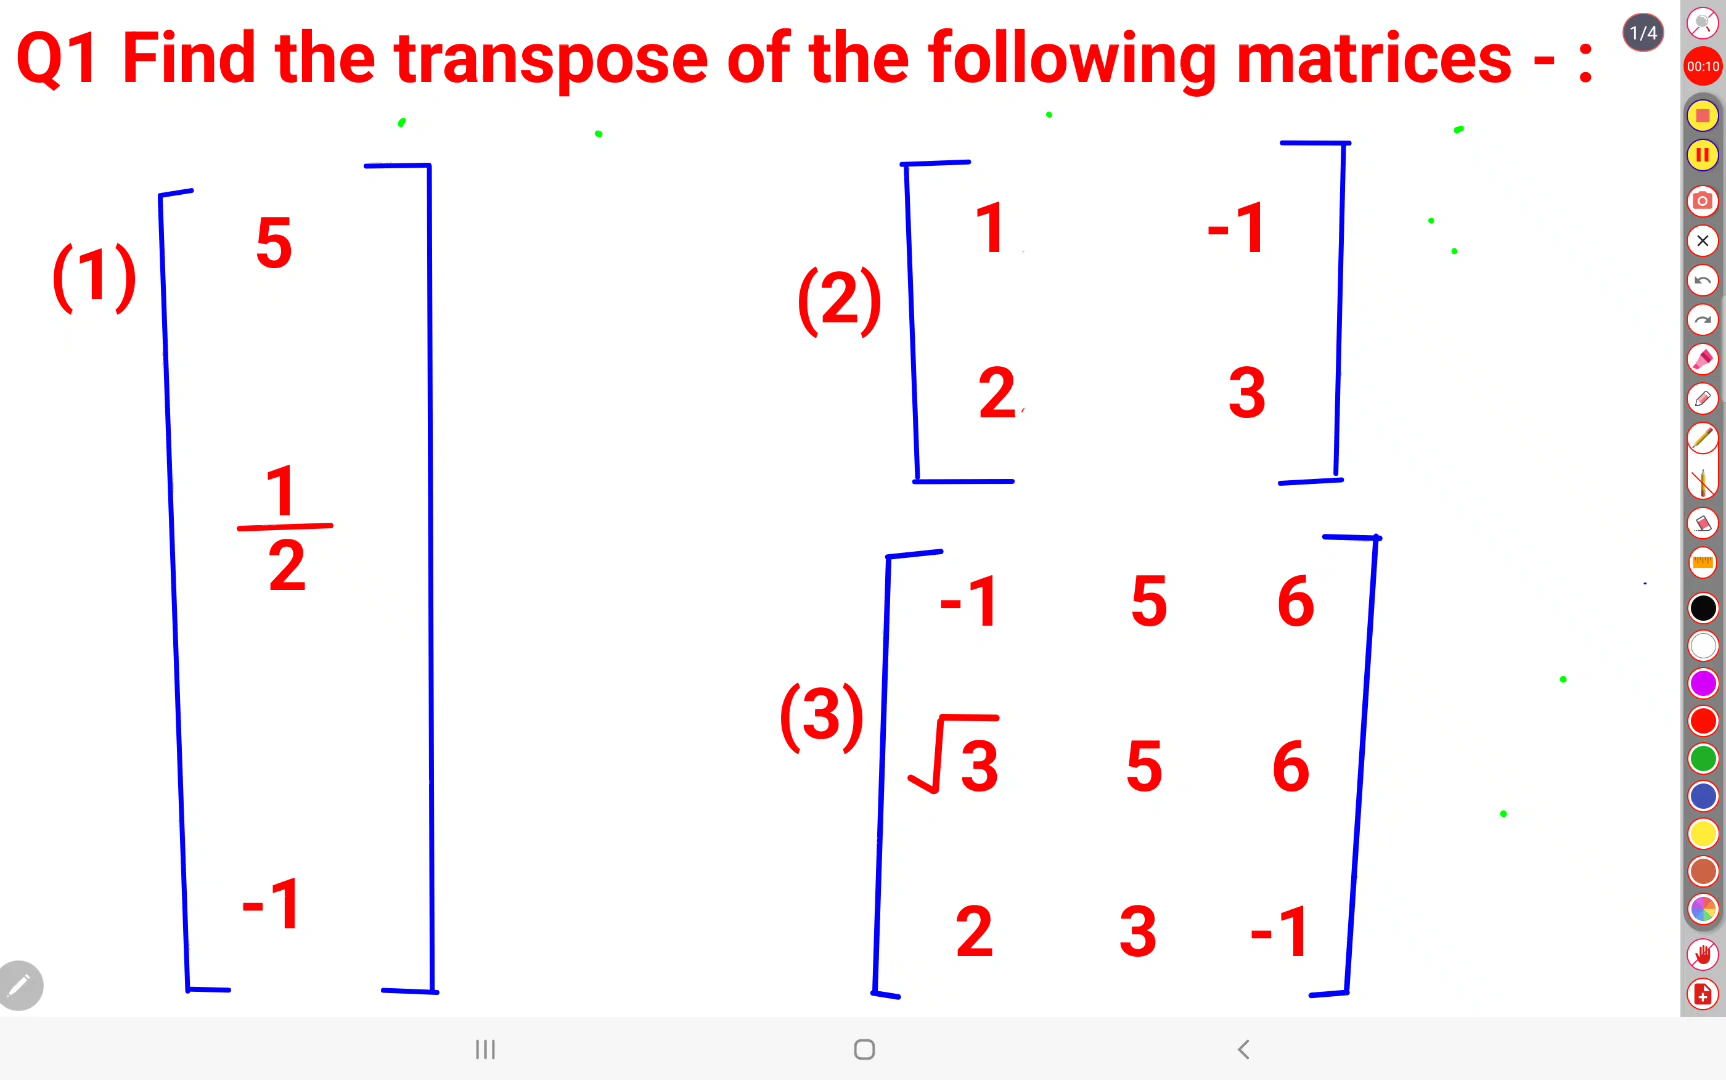 Q1 Find the transpose of the following matrices - :
1/4
00:10
(1)
5
1
2
-1
(2)
1 -1
2 3
(3)
-1 5 6
√3 5 6
2 3 -1